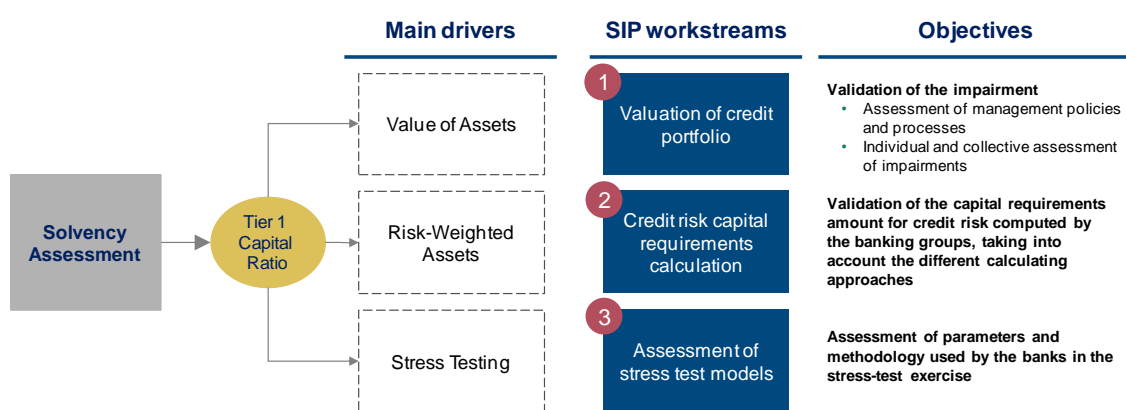 Main drivers
SIP workstreams
Objectives
Solvency
Assessment
Tier 1
Capital
Ratio
Value of Assets
1
Valuation of credit
portfolio
Validation of the impairment
• Assessment of management policies
and processes
• Individual and collective assessment
of impairments
Risk-Weighted
Assets
2
Credit risk capital
requirements
calculation
Validation of the capital requirements
amount for credit risk computed by
the banking groups, taking into
account the different calculating
approaches
Stress Testing
3
Assessment of
stress test models
Assessment of parameters and
methodology used by the banks in the
stress-test exercise